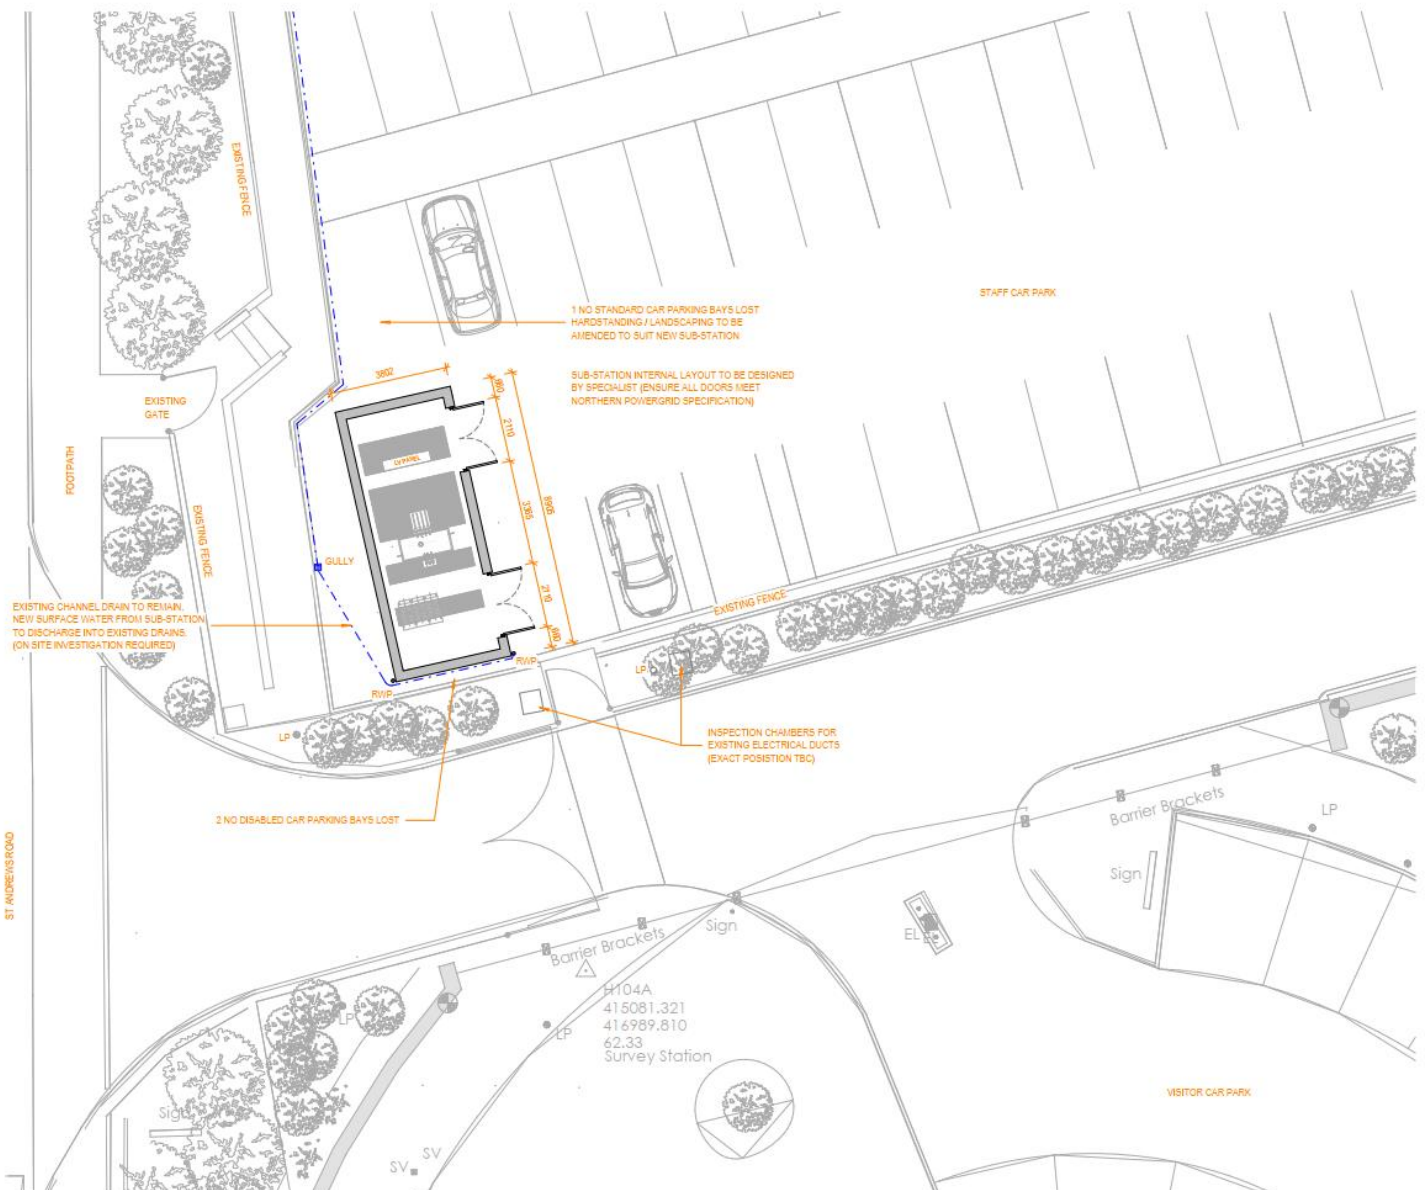 EXISTING FENCE
1 NO STANDARD CAR PARKING BAYS LOST
HARDSTANDING / LANDSCAPING TO BE
AMENDED TO SUIT NEW SUB-STATION
STAFF CAR PARK
SUB-STATION INTERNAL LAYOUT TO BE DESIGNED
BY SPECIALIST (ENSURE ALL DOORS MEET
NORTHERN POWERGRID SPECIFICATION)
3802
660
2110
3365
8905
2110
660
EXISTING
GATE
FOOTPATH
LV PANEL
EXISTING FENCE
GULLY
EXISTING CHANNEL DRAIN TO REMAIN.
NEW SURFACE WATER FROM SUB-STATION
TO DISCHARGE INTO EXISTING DRAINS.
(ON SITE INVESTIGATION REQUIRED)
EXISTING FENCE
RWP
RWP
LP
LP
INSPECTION CHAMBERS FOR
EXISTING ELECTRICAL DUCTS
(EXACT POSISTION TBC)
2 NO DISABLED CAR PARKING BAYS LOST
ST ANDREWS ROAD
Barrier Brackets
LP
Sign
Sign
Barrier Brackets
EL
H104A
415081.321
416989.810
62.33
Survey Station
LP
LP
Sign
SV
SV
VISITOR CAR PARK